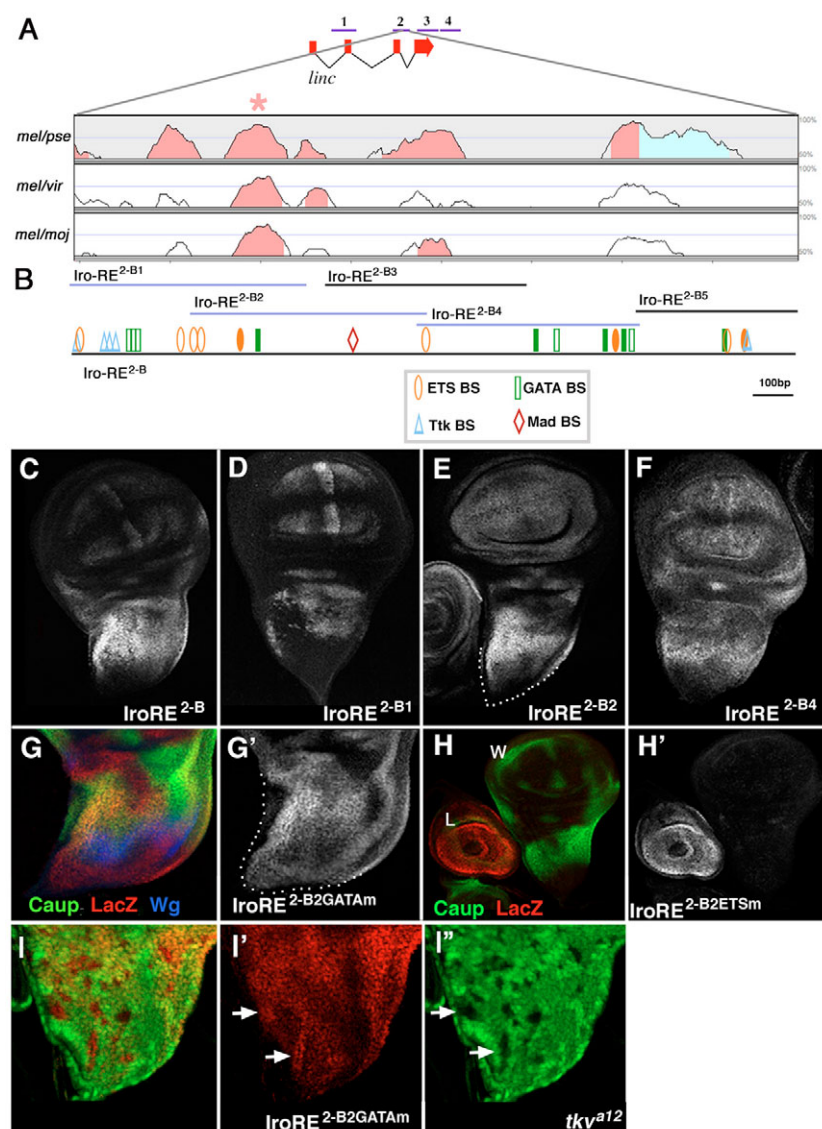 A
1 2 3 4
linc
*
mel/pse 100% 50%
mel/vir 100% 50%
mel/moj 100% 50%
B
Iro-RE2-B1 Iro-RE2-B3
Iro-RE2-B2 Iro-RE2-B5
Iro-RE2-B4
Iro-RE2-B
100bp
ETS BS GATA BS
Ttk BS Mad BS
C D E F
IroRE2-B IroRE2-B1 IroRE2-B2 IroRE2-B4
G G' H W H'
L
Caup LacZ Wg IroRE2-B2GATAm Caup LacZ IroRE2-B2ETSm
I I' I"
IroRE2-B2GATAm tkva12